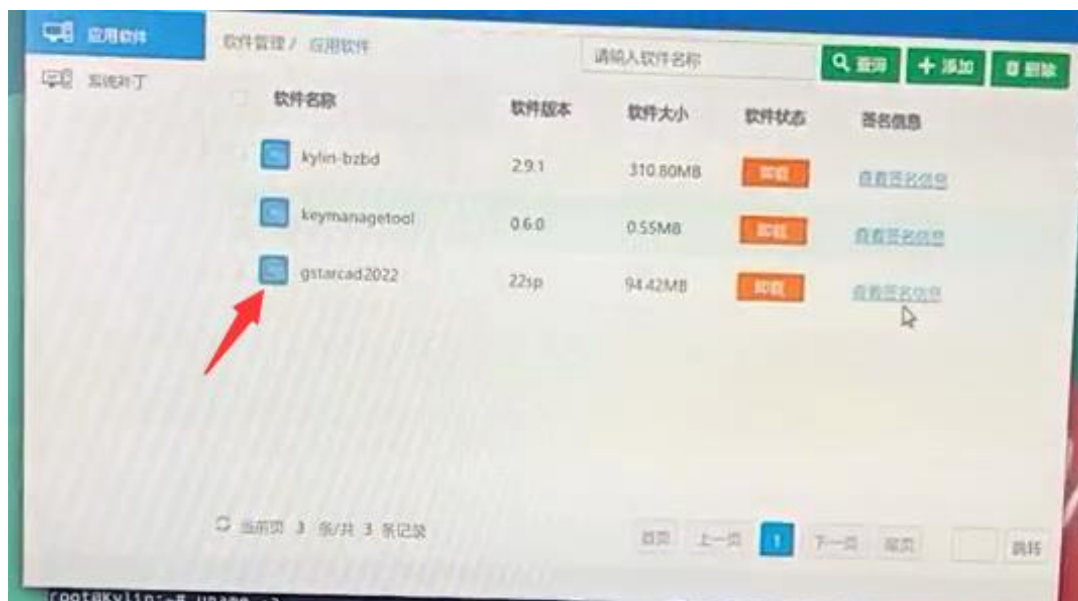 应用软件
系统补丁
软件管理 / 应用软件
请输入软件名称
查询
添加
删除
软件名称 软件版本 软件大小 软件状态 签名信息
kylin-bzbd 2.9.1 310.80MB 卸载 查看签名信息
keymanagetool 0.6.0 0.55MB 卸载 查看签名信息
gstarcad2022 22sp 94.42MB 卸载 查看签名信息
当前页 3 条/共 3 条记录
首页 上一页 1 下一页 尾页 跳转
root@Kylin:~# uname -a